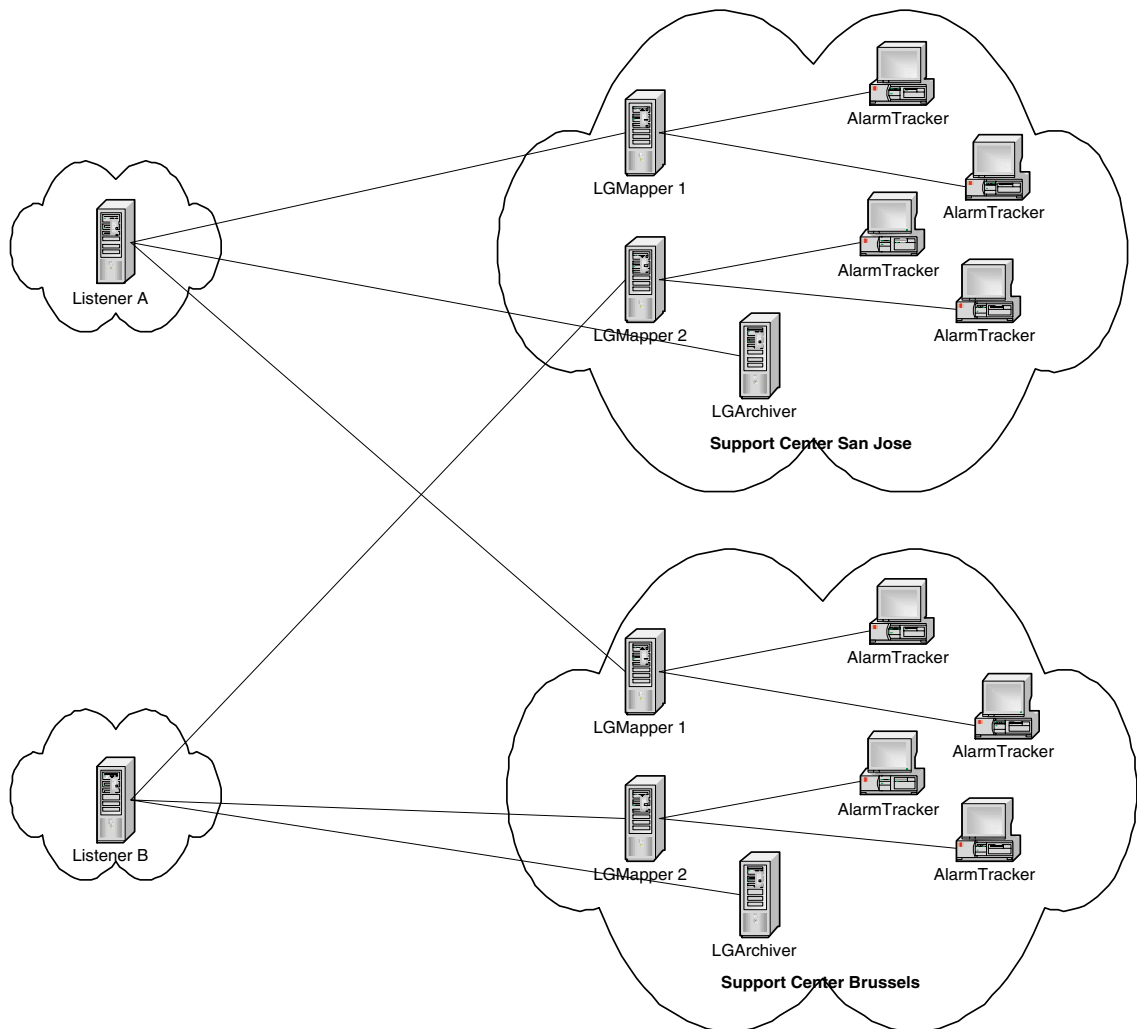 AlarmTracker
LGMapper 1
AlarmTracker
AlarmTracker
Listener A
LGMapper 2
AlarmTracker
LGArchiver
Support Center San Jose
AlarmTracker
LGMapper 1
AlarmTracker
AlarmTracker
Listener B
LGMapper 2
AlarmTracker
LGArchiver
Support Center Brussels